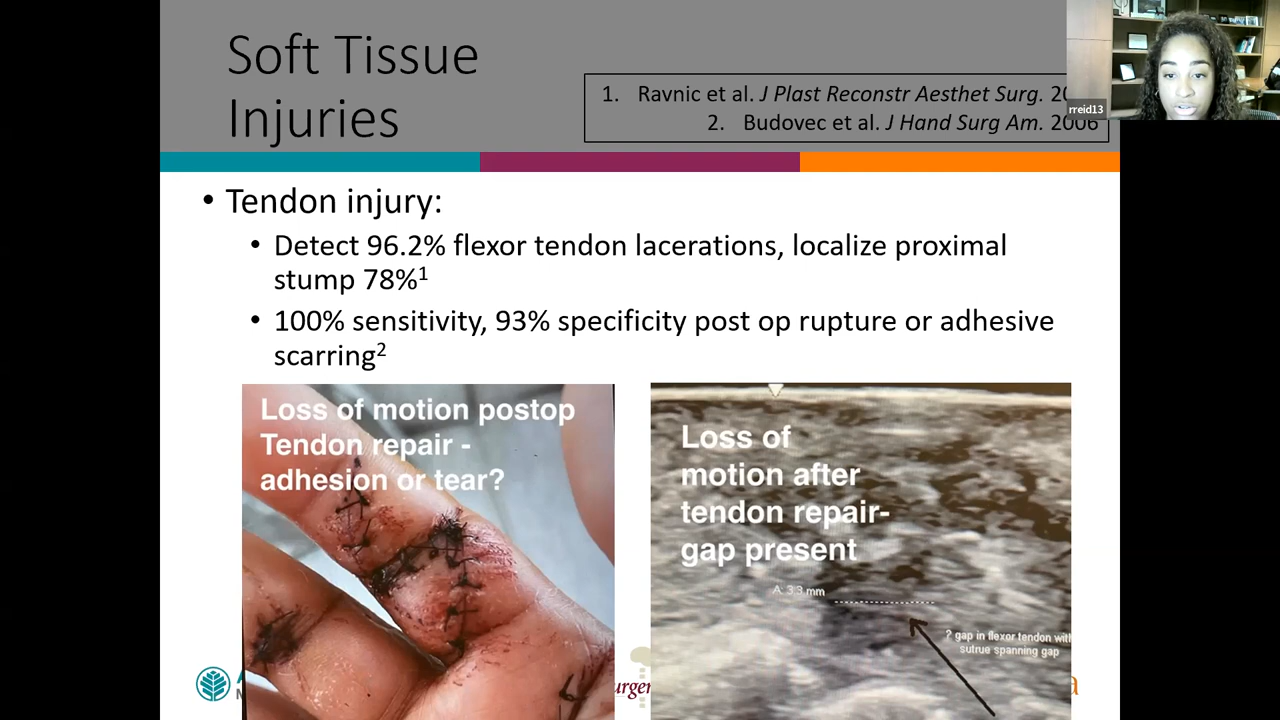 Soft Tissue
Injuries
1. Ravnic et al. J Plast Reconstr Aesthet Surg.
2. Budovec et al. J Hand Surg Am. 2006
rreid13
• Tendon injury:
• Detect 96.2% flexor tendon lacerations, localize proximal
stump 78%¹
• 100% sensitivity, 93% specificity post op rupture or adhesive
scarring²
Loss of motion postop
Tendon repair -
adhesion or tear?
Loss of
motion after
tendon repair-
gap present
A: 3.3 mm
? gap in flexor tendon with
sutrue spanning gap